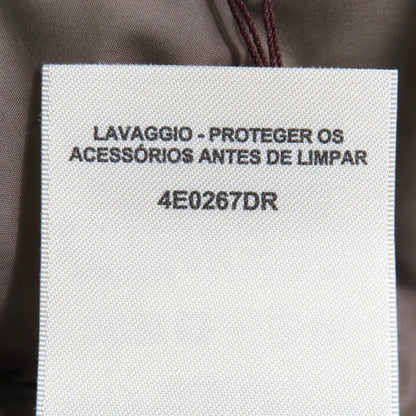 LAVAGGIO - PROTEGER OS
ACESSÓRIOS ANTES DE LIMPAR
4E0267DR